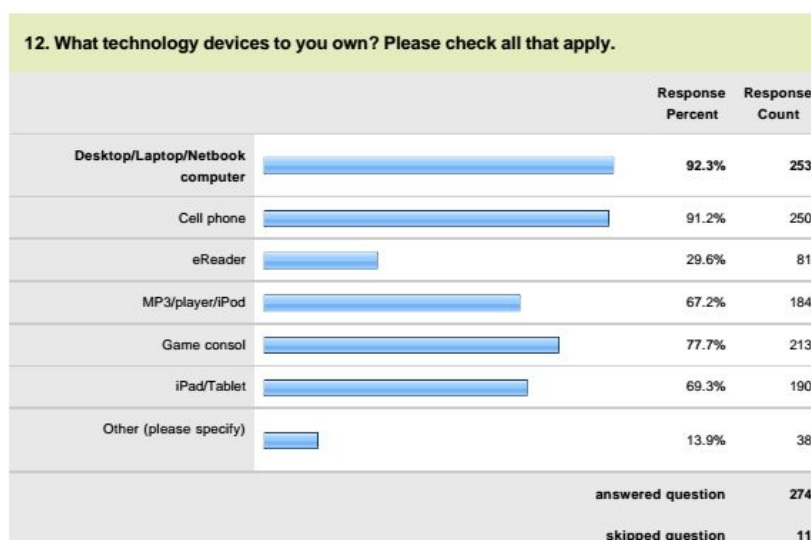 12. What technology devices to you own? Please check all that apply.
Response Percent
Response Count
Desktop/Laptop/Netbook computer
92.3%
253
Cell phone
91.2%
250
eReader
29.6%
81
MP3/player/iPod
67.2%
184
Game consol
77.7%
213
iPad/Tablet
69.3%
190
Other (please specify)
13.9%
38
answered question
274
skipped question
11